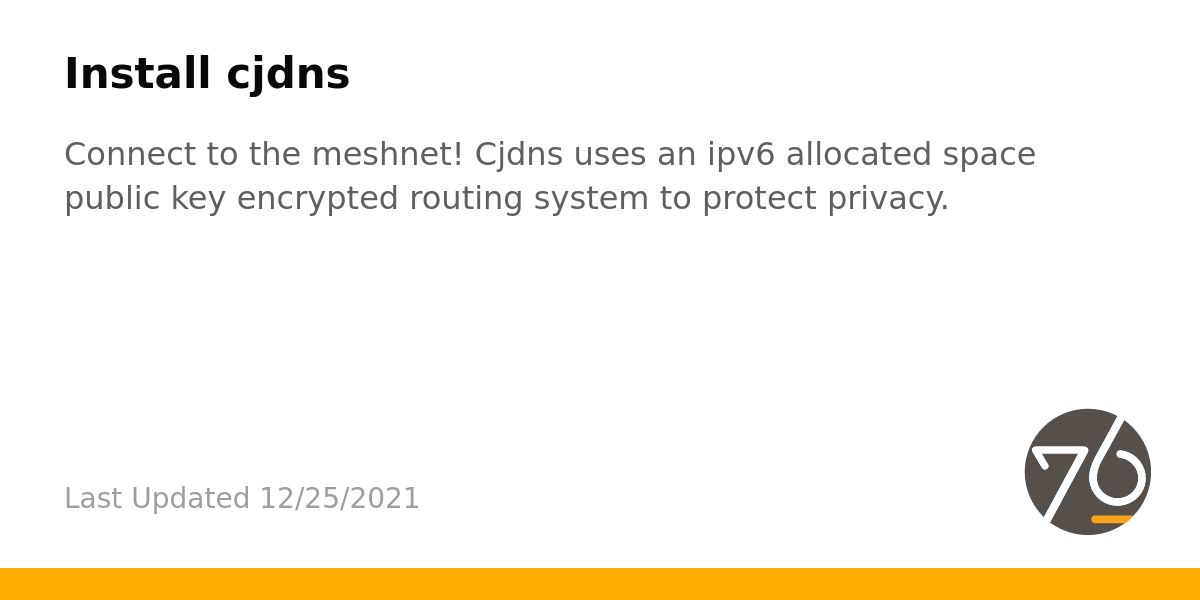 Install cjdns
Connect to the meshnet! Cjdns uses an ipv6 allocated space
public key encrypted routing system to protect privacy.
Last Updated 12/25/2021
76